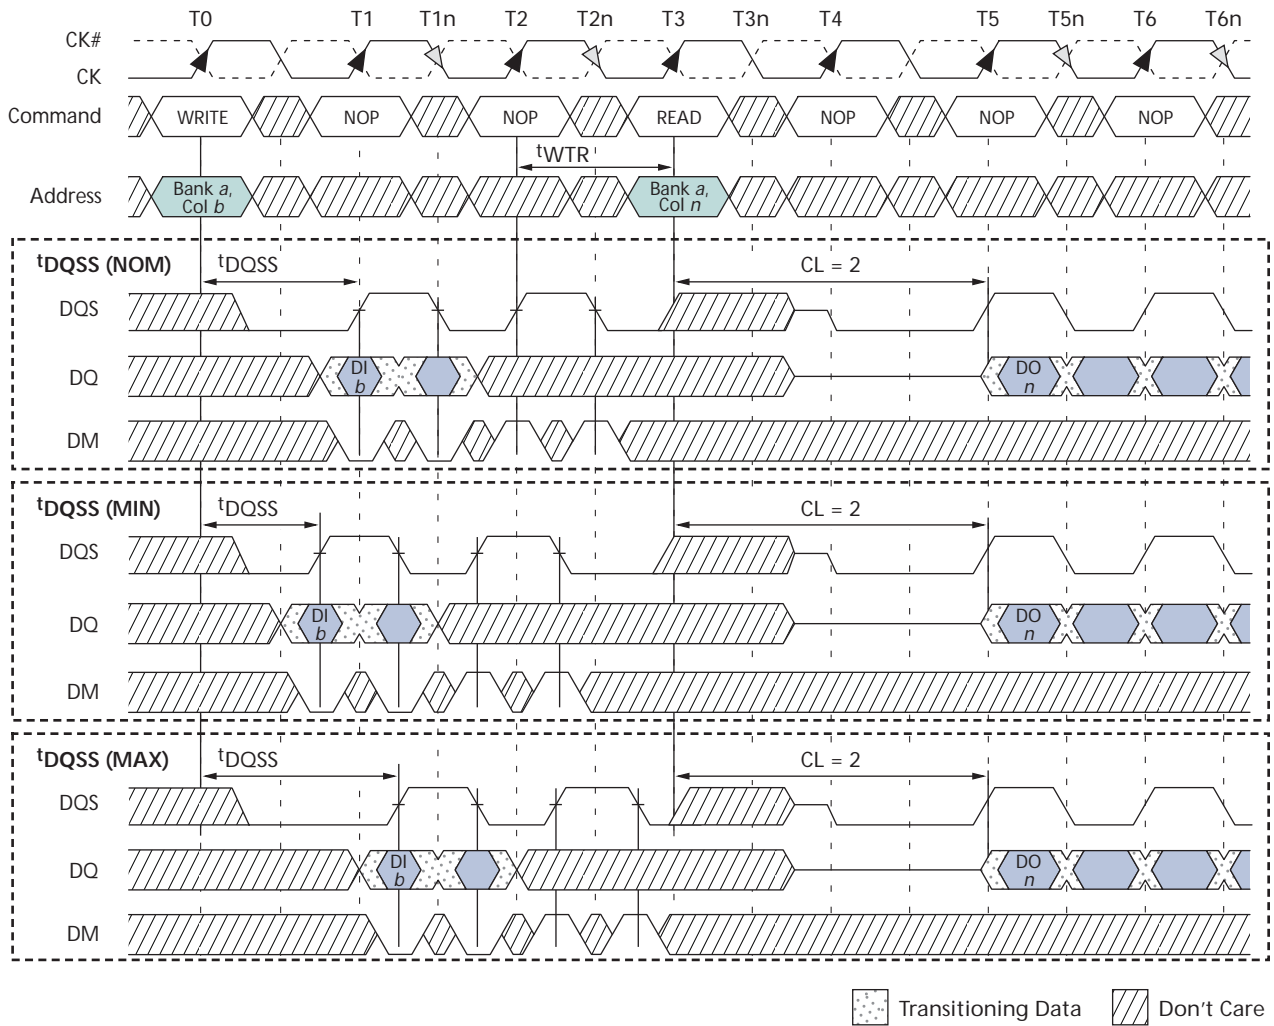 T0 T1 T1n T2 T2n T3 T3n T4 T5 T5n T6 T6n
CK#
CK
Command WRITE NOP NOP READ NOP NOP NOP
tWTR
Address Bank a, Col b Bank a, Col n
tDQSS (NOM) tDQSS CL = 2
DQS
DQ DI b DO n
DM
tDQSS (MIN) tDQSS CL = 2
DQS
DQ DI b DO n
DM
tDQSS (MAX) tDQSS CL = 2
DQS
DQ DI b DO n
DM
Transitioning Data Don't Care